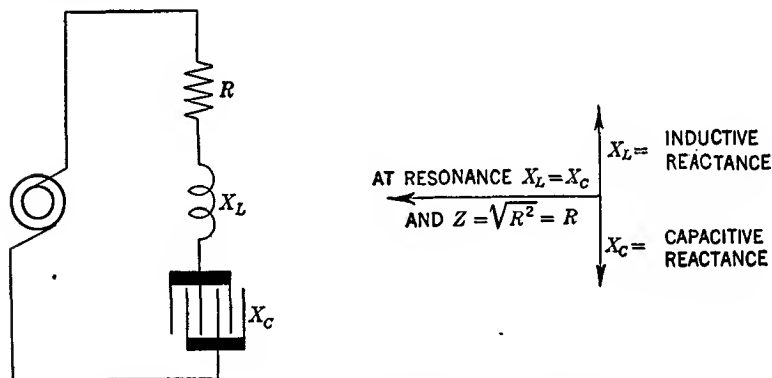 R
X_L
X_C
AT RESONANCE X_L = X_C
AND Z = √R² = R
X_L = INDUCTIVE
REACTANCE
X_C = CAPACITIVE
REACTANCE